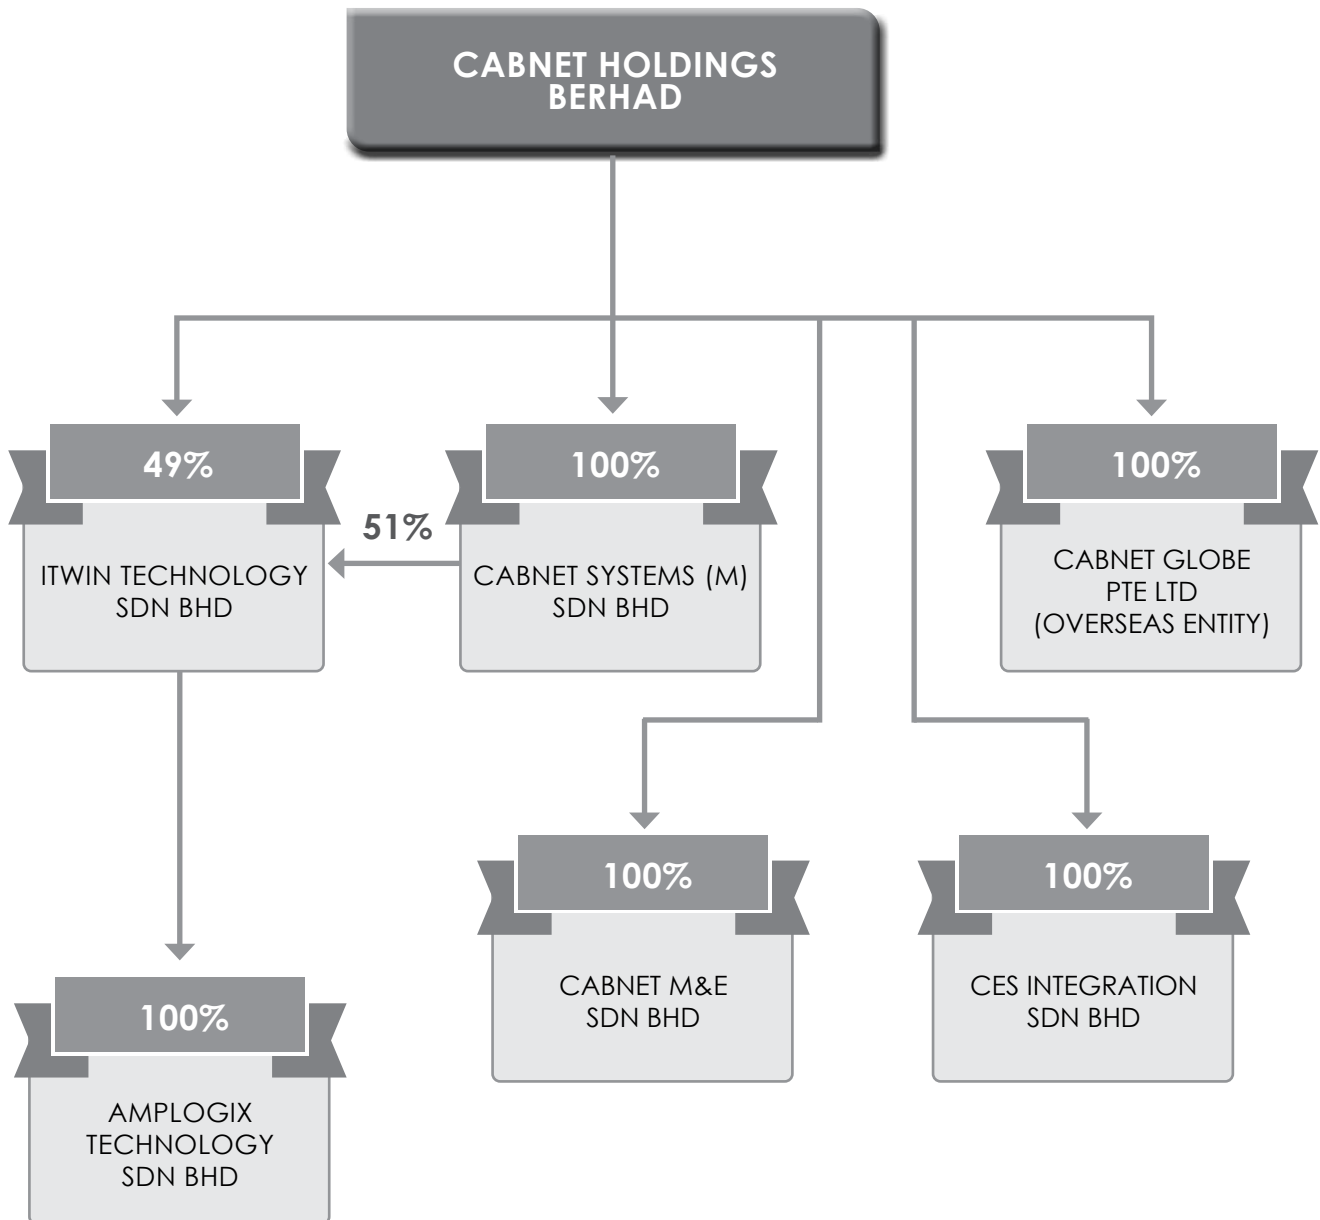 CABNET HOLDINGS
BERHAD
49%
ITWIN TECHNOLOGY
SDN BHD
51%
100%
CABNET SYSTEMS (M)
SDN BHD
100%
CABNET GLOBE
PTE LTD
(OVERSEAS ENTITY)
100%
CABNET M&E
SDN BHD
100%
CES INTEGRATION
SDN BHD
100%
AMPLOGIX
TECHNOLOGY
SDN BHD